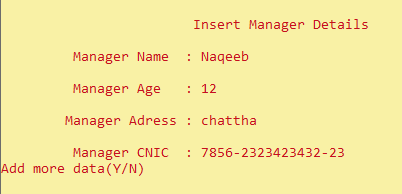 Insert Manager Details
Manager Name : Naqeeb
Manager Age : 12
Manager Adress : chattha
Manager CNIC : 7856-2323423432-23
Add more data(Y/N)